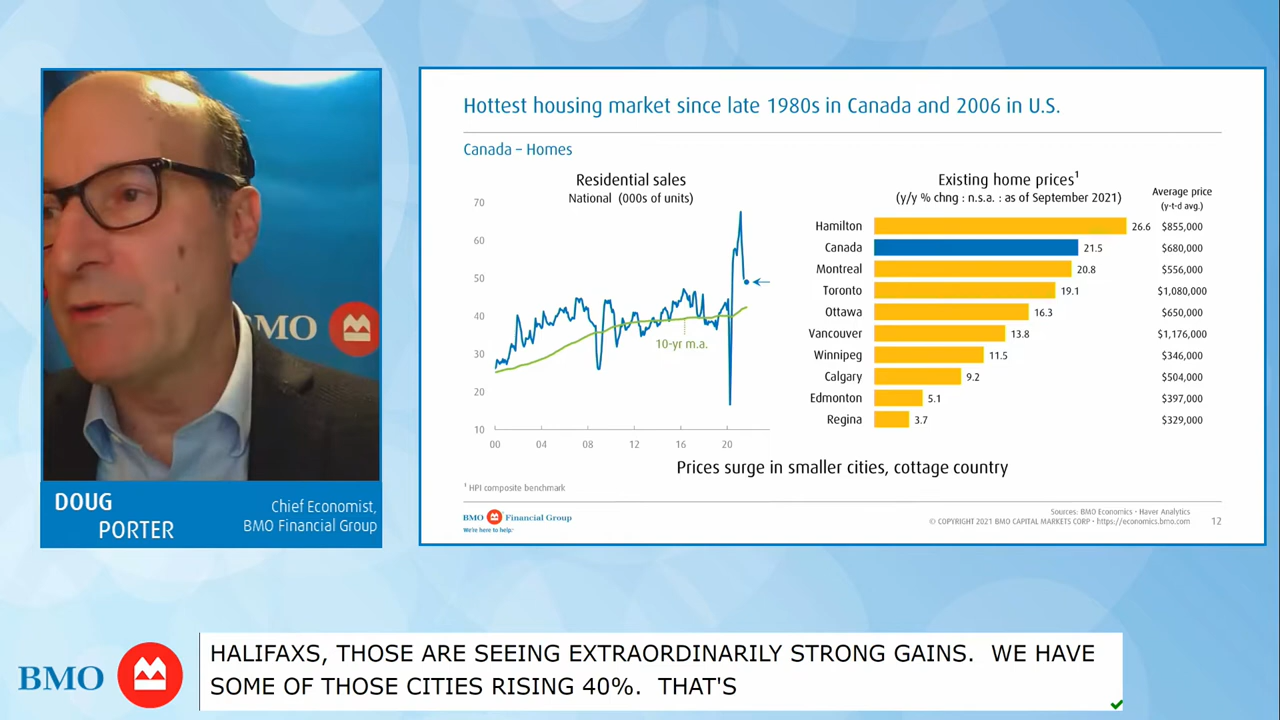 BMO
DOUG
PORTER
Chief Economist,
BMO Financial Group
Hottest housing market since late 1980s in Canada and 2006 in U.S.
Canada – Homes
Residential sales
National (000s of units)
70
60
50
40
30
20
10
00 04 08 12 16 20
10-yr m.a.
Existing home prices¹
(y/y % chng : n.s.a. : as of September 2021)
Average price
(y-t-d avg.)
Hamilton 26.6 $855,000
Canada 21.5 $680,000
Montreal 20.8 $556,000
Toronto 19.1 $1,080,000
Ottawa 16.3 $650,000
Vancouver 13.8 $1,176,000
Winnipeg 11.5 $346,000
Calgary 9.2 $504,000
Edmonton 5.1 $397,000
Regina 3.7 $329,000
Prices surge in smaller cities, cottage country
¹ HPI composite benchmark
BMO Financial Group
We're here to help.™
Sources: BMO Economics • Haver Analytics
© COPYRIGHT 2021 BMO CAPITAL MARKETS CORP • https://economics.bmo.com
12
BMO
HALIFAXS, THOSE ARE SEEING EXTRAORDINARILY STRONG GAINS. WE HAVE
SOME OF THOSE CITIES RISING 40%. THAT'S